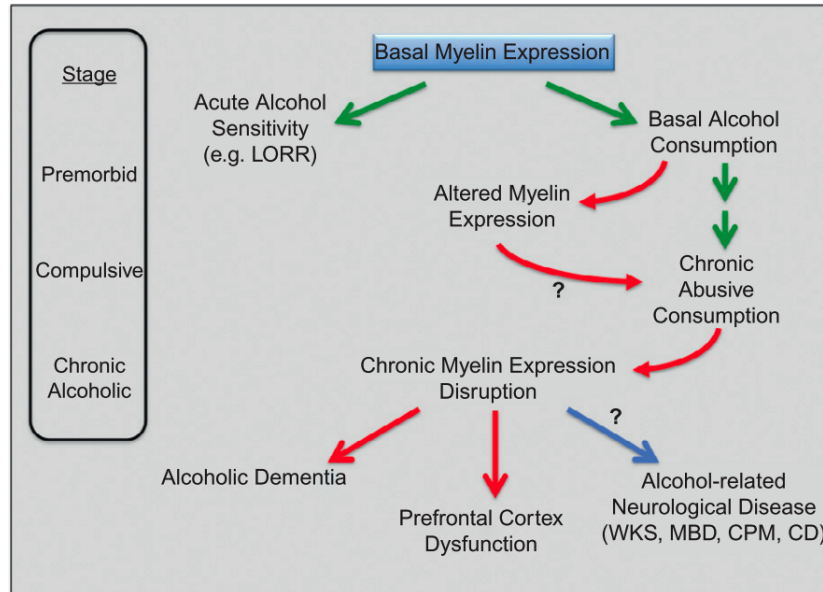 Basal Myelin Expression
Stage
Premorbid
Compulsive
Chronic
Alcoholic
Acute Alcohol
Sensitivity
(e.g. LORR)
Basal Alcohol
Consumption
Altered Myelin
Expression
?
Chronic
Abusive
Consumption
Chronic Myelin Expression
Disruption
?
Alcoholic Dementia
Prefrontal Cortex
Dysfunction
Alcohol-related
Neurological Disease
(WKS, MBD, CPM, CD)